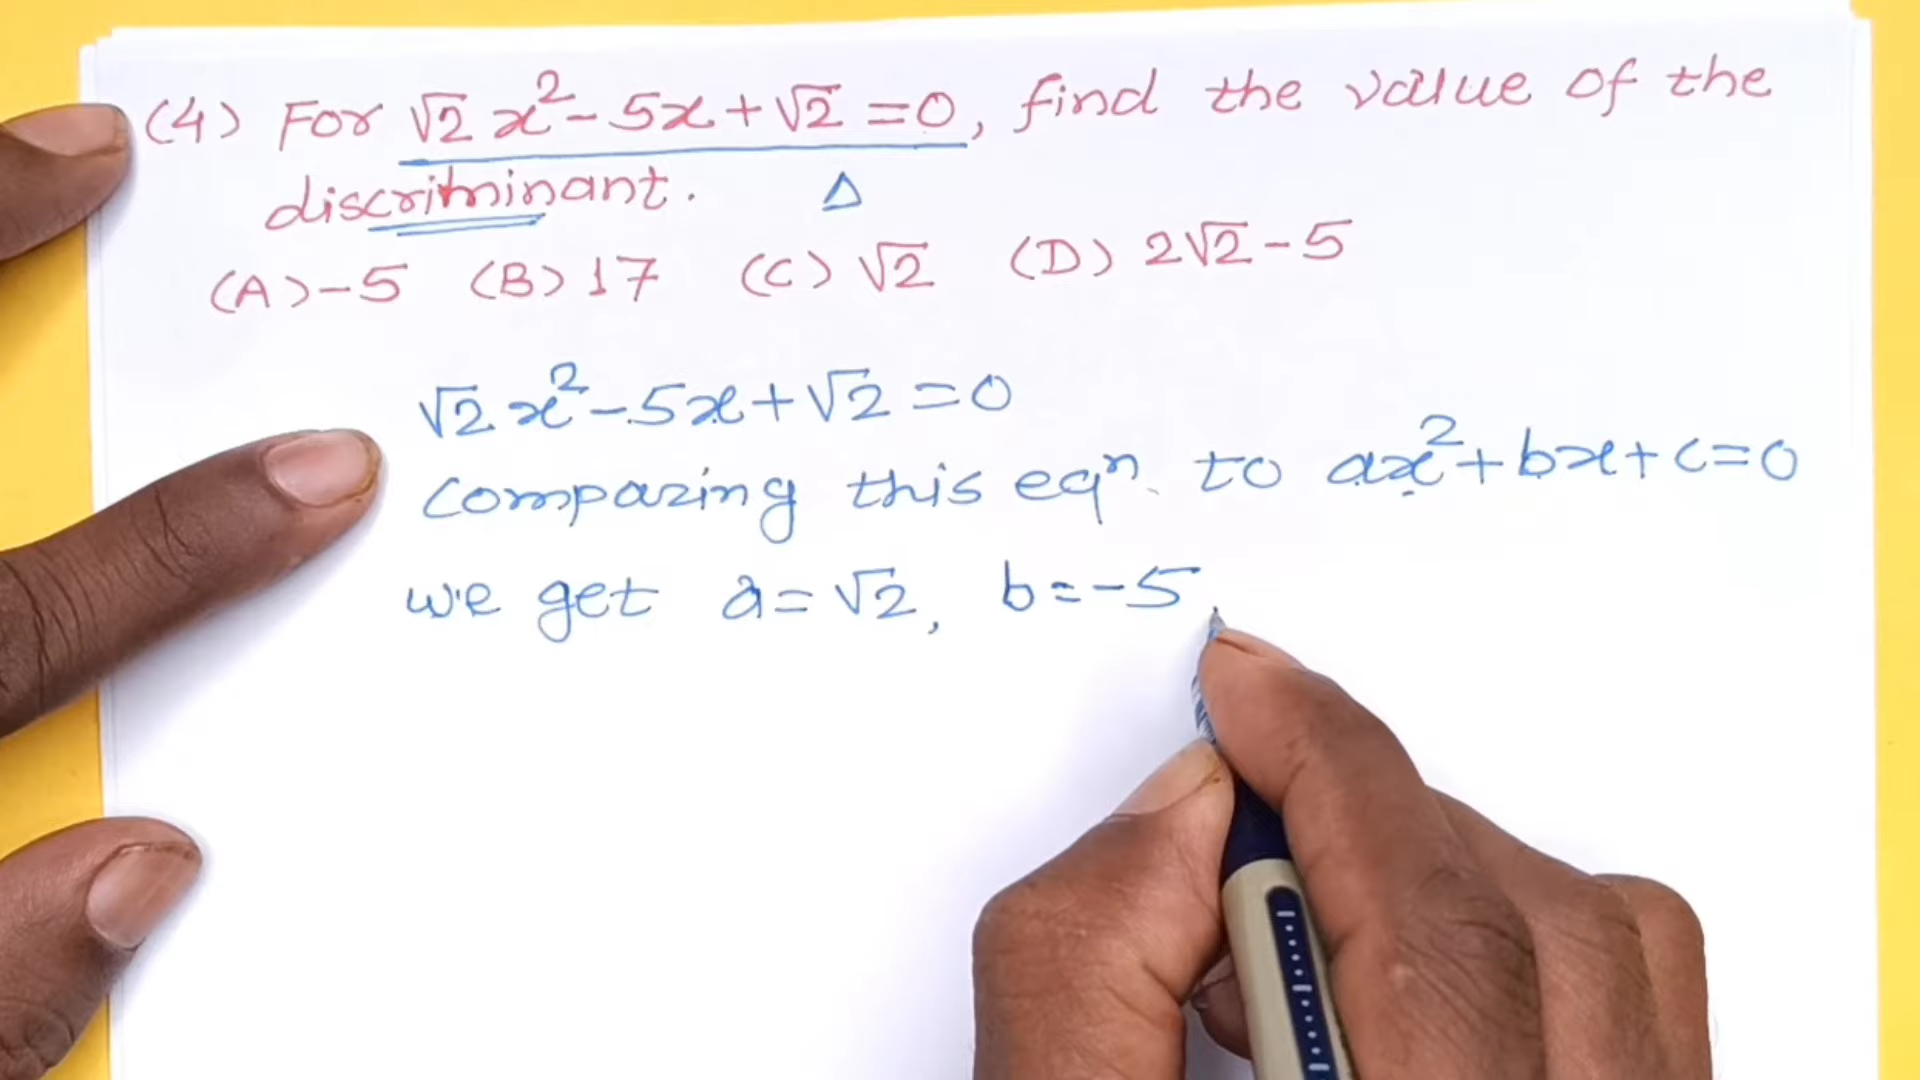 (4) For √2 x² - 5x + √2 = 0, find the value of the
discriminant. Δ
(A) -5 (B) 17 (C) √2 (D) 2√2 - 5
√2 x² - 5x + √2 = 0
comparing this eqⁿ. to ax² + bx + c = 0
we get a = √2, b = -5,